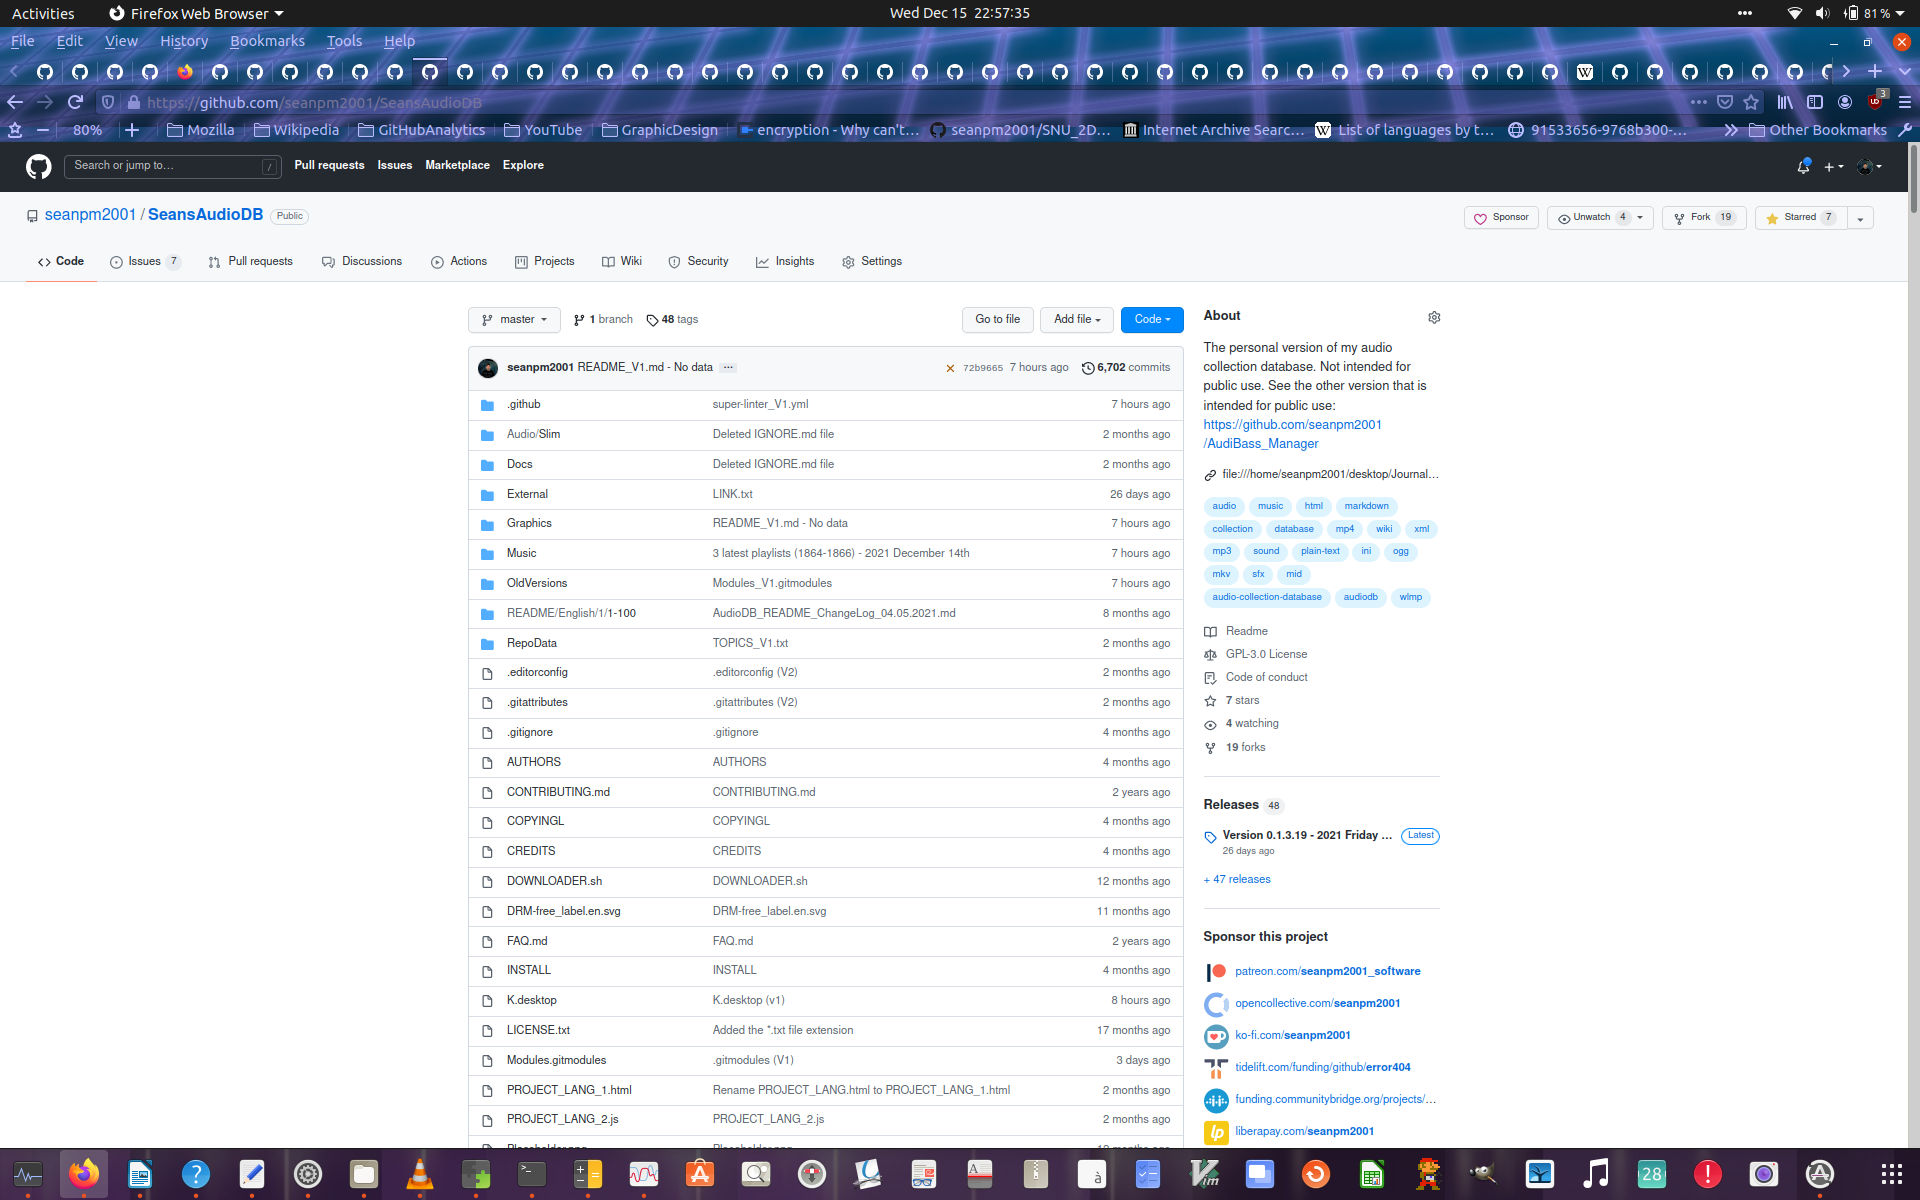 Activities
Firefox Web Browser
Wed Dec 15 22:57:35
81 %
File Edit View History Bookmarks Tools Help
https://github.com/seanpm2001/SeansAudioDB
3
80%
Mozilla
Wikipedia
GitHubAnalytics
YouTube
GraphicDesign
encryption - Why can't…
seanpm2001/SNU_2D…
Internet Archive Searc…
List of languages by t…
91533656-9768b300-…
Other Bookmarks
Search or jump to… /
Pull requests Issues Marketplace Explore
seanpm2001 / SeansAudioDB Public
Sponsor
Unwatch 4
Fork 19
Starred 7
Code
Issues 7
Pull requests
Discussions
Actions
Projects
Wiki
Security
Insights
Settings
master
1 branch
48 tags
Go to file
Add file
Code
seanpm2001 README_V1.md - No data ...
72b9665 7 hours ago
6,702 commits
.github super-linter_V1.yml 7 hours ago
Audio/Slim Deleted IGNORE.md file 2 months ago
Docs Deleted IGNORE.md file 2 months ago
External LINK.txt 26 days ago
Graphics README_V1.md - No data 7 hours ago
Music 3 latest playlists (1864-1866) - 2021 December 14th 7 hours ago
OldVersions Modules_V1.gitmodules 7 hours ago
README/English/1/1-100 AudioDB_README_ChangeLog_04.05.2021.md 8 months ago
RepoData TOPICS_V1.txt 2 months ago
.editorconfig .editorconfig (V2) 2 months ago
.gitattributes .gitattributes (V2) 2 months ago
.gitignore .gitignore 4 months ago
AUTHORS AUTHORS 4 months ago
CONTRIBUTING.md CONTRIBUTING.md 2 years ago
COPYINGL COPYINGL 4 months ago
CREDITS CREDITS 4 months ago
DOWNLOADER.sh DOWNLOADER.sh 12 months ago
DRM-free_label.en.svg DRM-free_label.en.svg 11 months ago
FAQ.md FAQ.md 2 years ago
INSTALL INSTALL 4 months ago
K.desktop K.desktop (v1) 8 hours ago
LICENSE.txt Added the *.txt file extension 17 months ago
Modules.gitmodules .gitmodules (V1) 3 days ago
PROJECT_LANG_1.html Rename PROJECT_LANG.html to PROJECT_LANG_1.html 2 months ago
PROJECT_LANG_2.js PROJECT_LANG_2.js 2 months ago
About
The personal version of my audio
collection database. Not intended for
public use. See the other version that is
intended for public use:
https://github.com/seanpm2001
/AudiBass_Manager
file:///home/seanpm2001/desktop/Journal…
audio music html markdown
collection database mp4 wiki xml
mp3 sound plain-text ini ogg
mkv sfx mid
audio-collection-database audiodb wlmp
Readme
GPL-3.0 License
Code of conduct
7 stars
4 watching
19 forks
Releases 48
Version 0.1.3.19 - 2021 Friday … Latest
26 days ago
+ 47 releases
Sponsor this project
patreon.com/seanpm2001_software
opencollective.com/seanpm2001
ko-fi.com/seanpm2001
tidelift.com/funding/github/error404
funding.communitybridge.org/projects/…
liberapay.com/seanpm2001
28